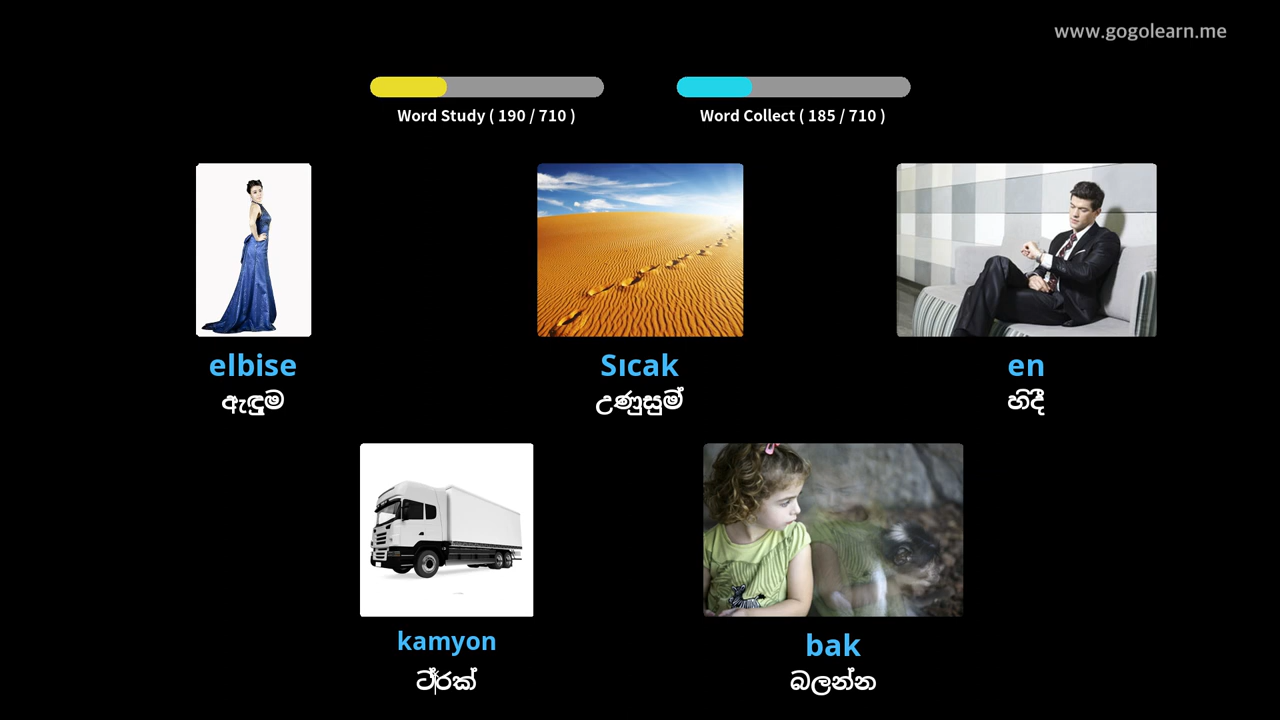 www.gogolearn.me
Word Study ( 190 / 710 )
Word Collect ( 185 / 710 )
elbise
ඇඳුම
Sıcak
උණුසුම්
en
හිදී
kamyon
ට්රක්
bak
බලන්න